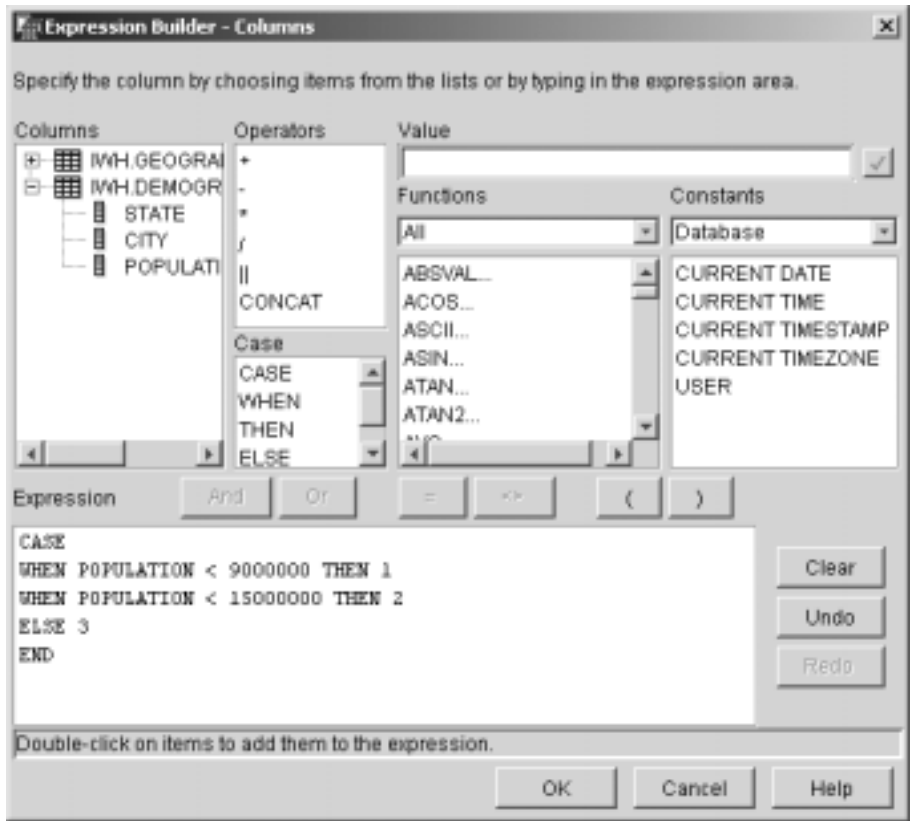 Expression Builder - Columns
Specify the column by choosing items from the lists or by typing in the expression area.
Columns
IWH.GEOGRA
IWH.DEMOGR
STATE
CITY
POPULATI
Operators
+
-
*
/
||
CONCAT
Case
CASE
WHEN
THEN
ELSE
Value
Functions
All
ABSVAL...
ACOS...
ASCII...
ASIN...
ATAN...
ATAN2...
Constants
Database
CURRENT DATE
CURRENT TIME
CURRENT TIMESTAMP
CURRENT TIMEZONE
USER
Expression
And
Or
=
<>
(
)
CASE
WHEN POPULATION < 9000000 THEN 1
WHEN POPULATION < 15000000 THEN 2
ELSE 3
END
Clear
Undo
Redo
Double-click on items to add them to the expression.
OK
Cancel
Help